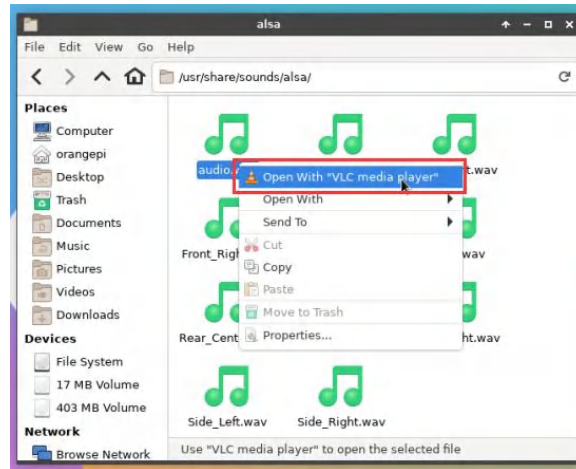 alsa
File Edit View Go Help
/usr/share/sounds/alsa/
Places
Computer
orangepi
Desktop
Trash
Documents
Music
Pictures
Videos
Downloads
Devices
File System
17 MB Volume
403 MB Volume
Network
Browse Network
audio.
t.wav
Open With "VLC media player"
Open With
Send To
Cut
Copy
Paste
Move to Trash
Properties...
Front_Righ
wav
Rear_Cent
ht.wav
Side_Left.wav Side_Right.wav
Use "VLC media player" to open the selected file